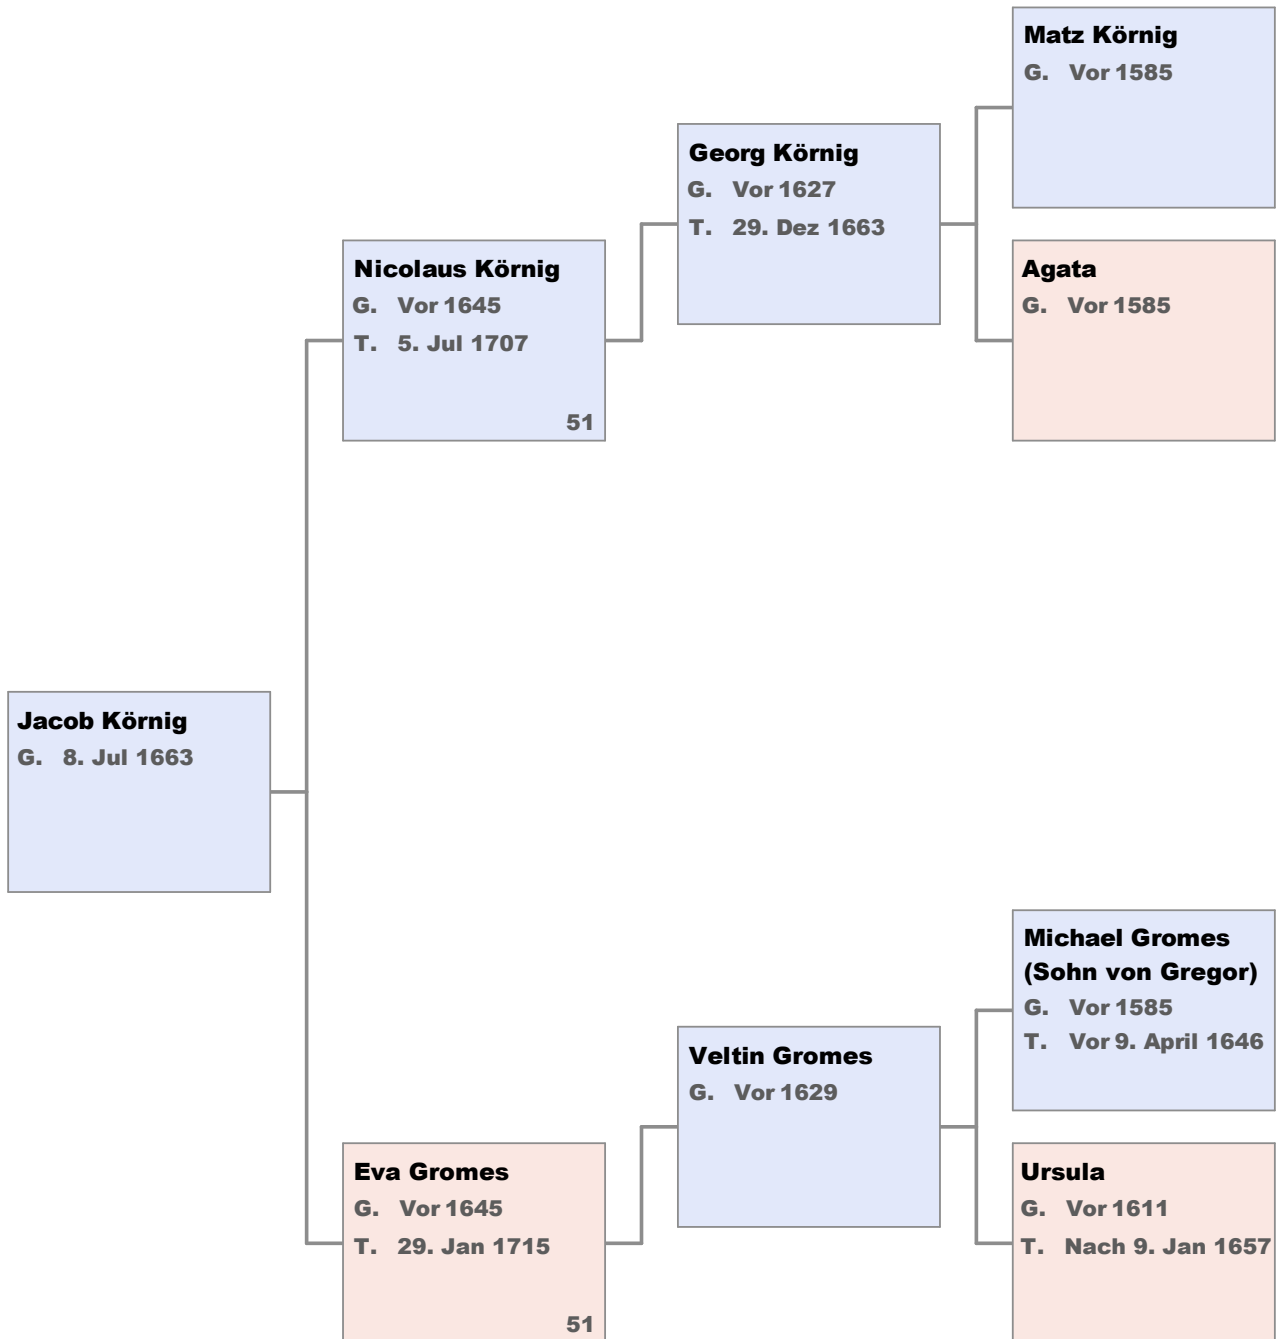 Matz Körnig
G. Vor 1585
Georg Körnig
G. Vor 1627
T. 29. Dez 1663
Agata
G. Vor 1585
Nicolaus Körnig
G. Vor 1645
T. 5. Jul 1707
51
Jacob Körnig
G. 8. Jul 1663
Michael Gromes
(Sohn von Gregor)
G. Vor 1585
T. Vor 9. April 1646
Veltin Gromes
G. Vor 1629
Eva Gromes
G. Vor 1645
T. 29. Jan 1715
51
Ursula
G. Vor 1611
T. Nach 9. Jan 1657